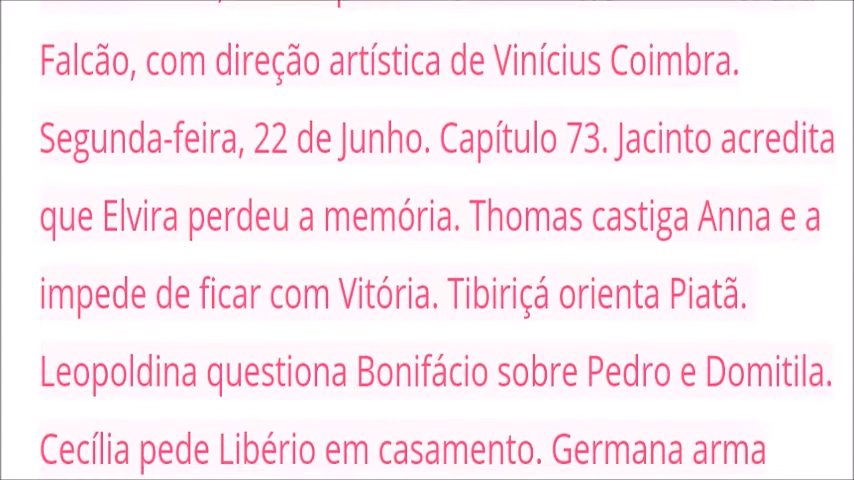 Falcão, com direção artística de Vinícius Coimbra.
Segunda-feira, 22 de Junho. Capítulo 73. Jacinto acredita
que Elvira perdeu a memória. Thomas castiga Anna e a
impede de ficar com Vitória. Tibiriçá orienta Piatã.
Leopoldina questiona Bonifácio sobre Pedro e Domitila.
Cecília pede Libério em casamento. Germana arma